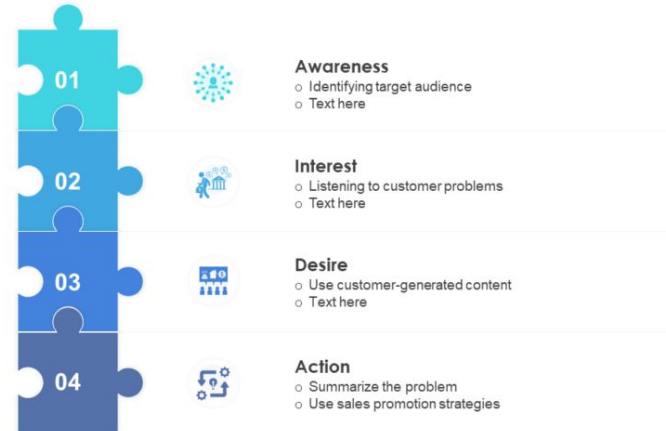 01
Awareness
o Identifying target audience
o Text here
02
Interest
o Listening to customer problems
o Text here
03
Desire
o Use customer-generated content
o Text here
04
Action
o Summarize the problem
o Use sales promotion strategies